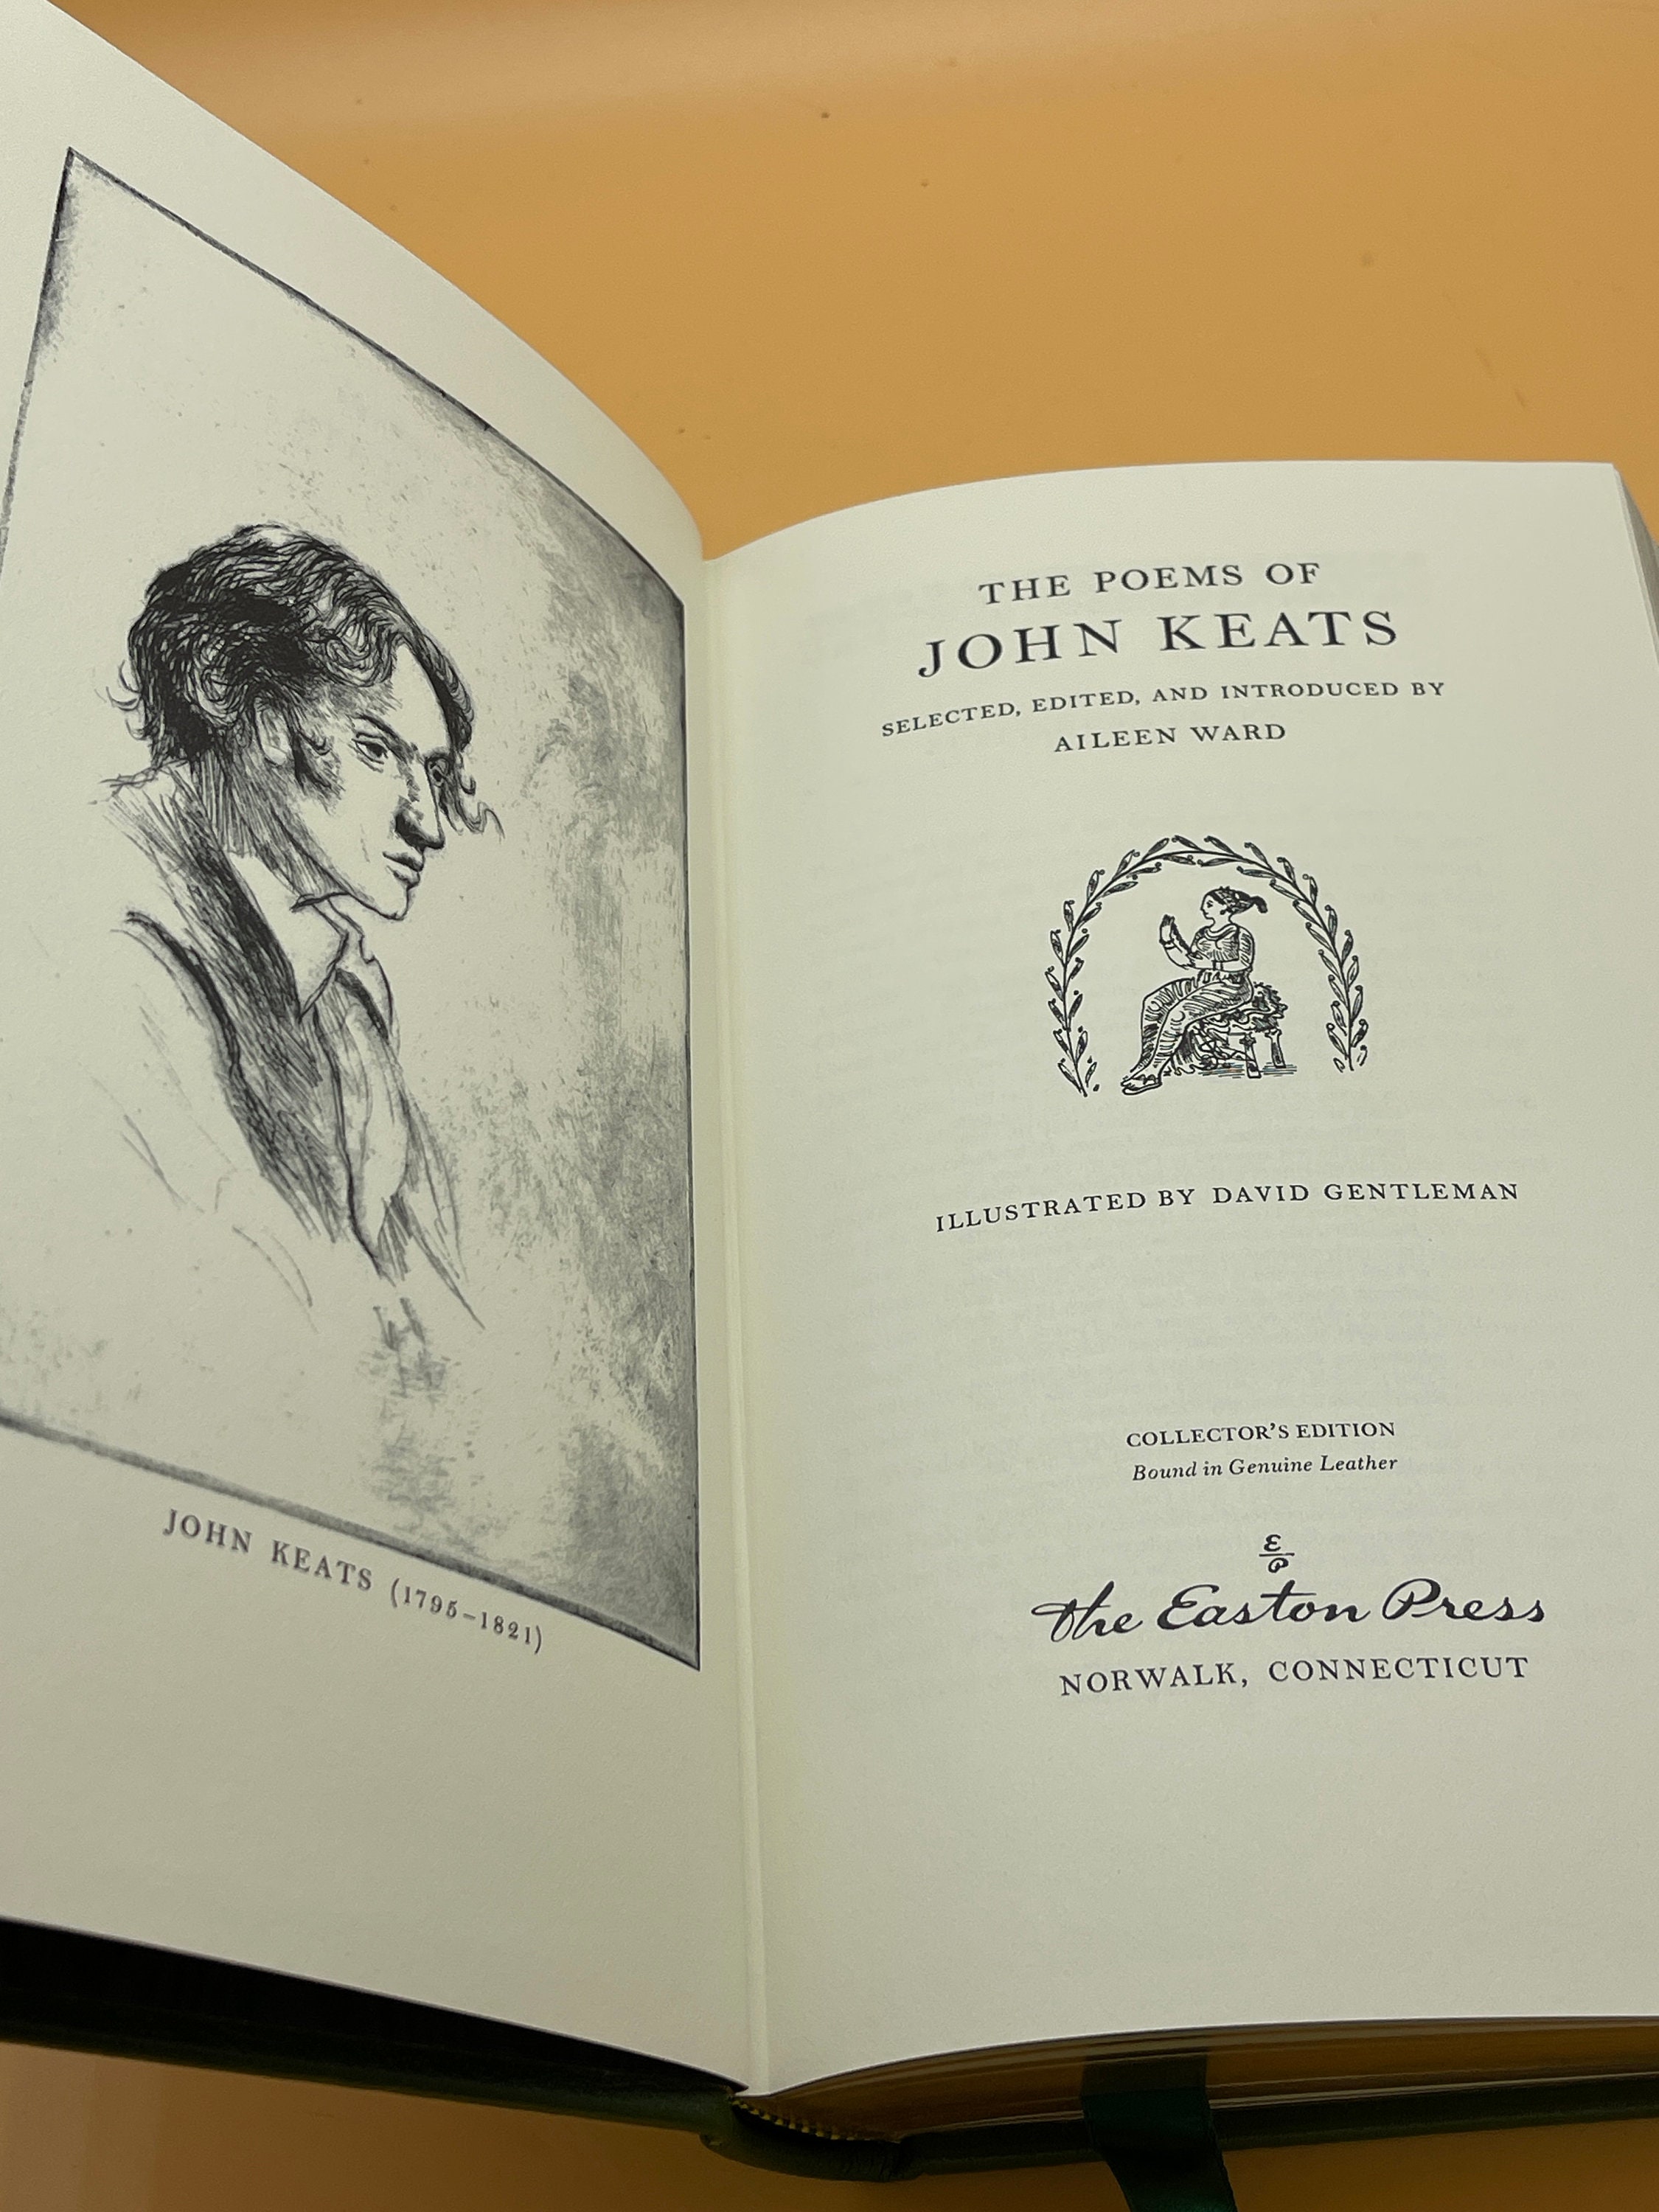 JOHN KEATS (1795-1821)
THE POEMS OF
JOHN KEATS
SELECTED, EDITED, AND INTRODUCED BY
AILEEN WARD
ILLUSTRATED BY DAVID GENTLEMAN
COLLECTOR'S EDITION
Bound in Genuine Leather
EP
The Easton Press
NORWALK, CONNECTICUT